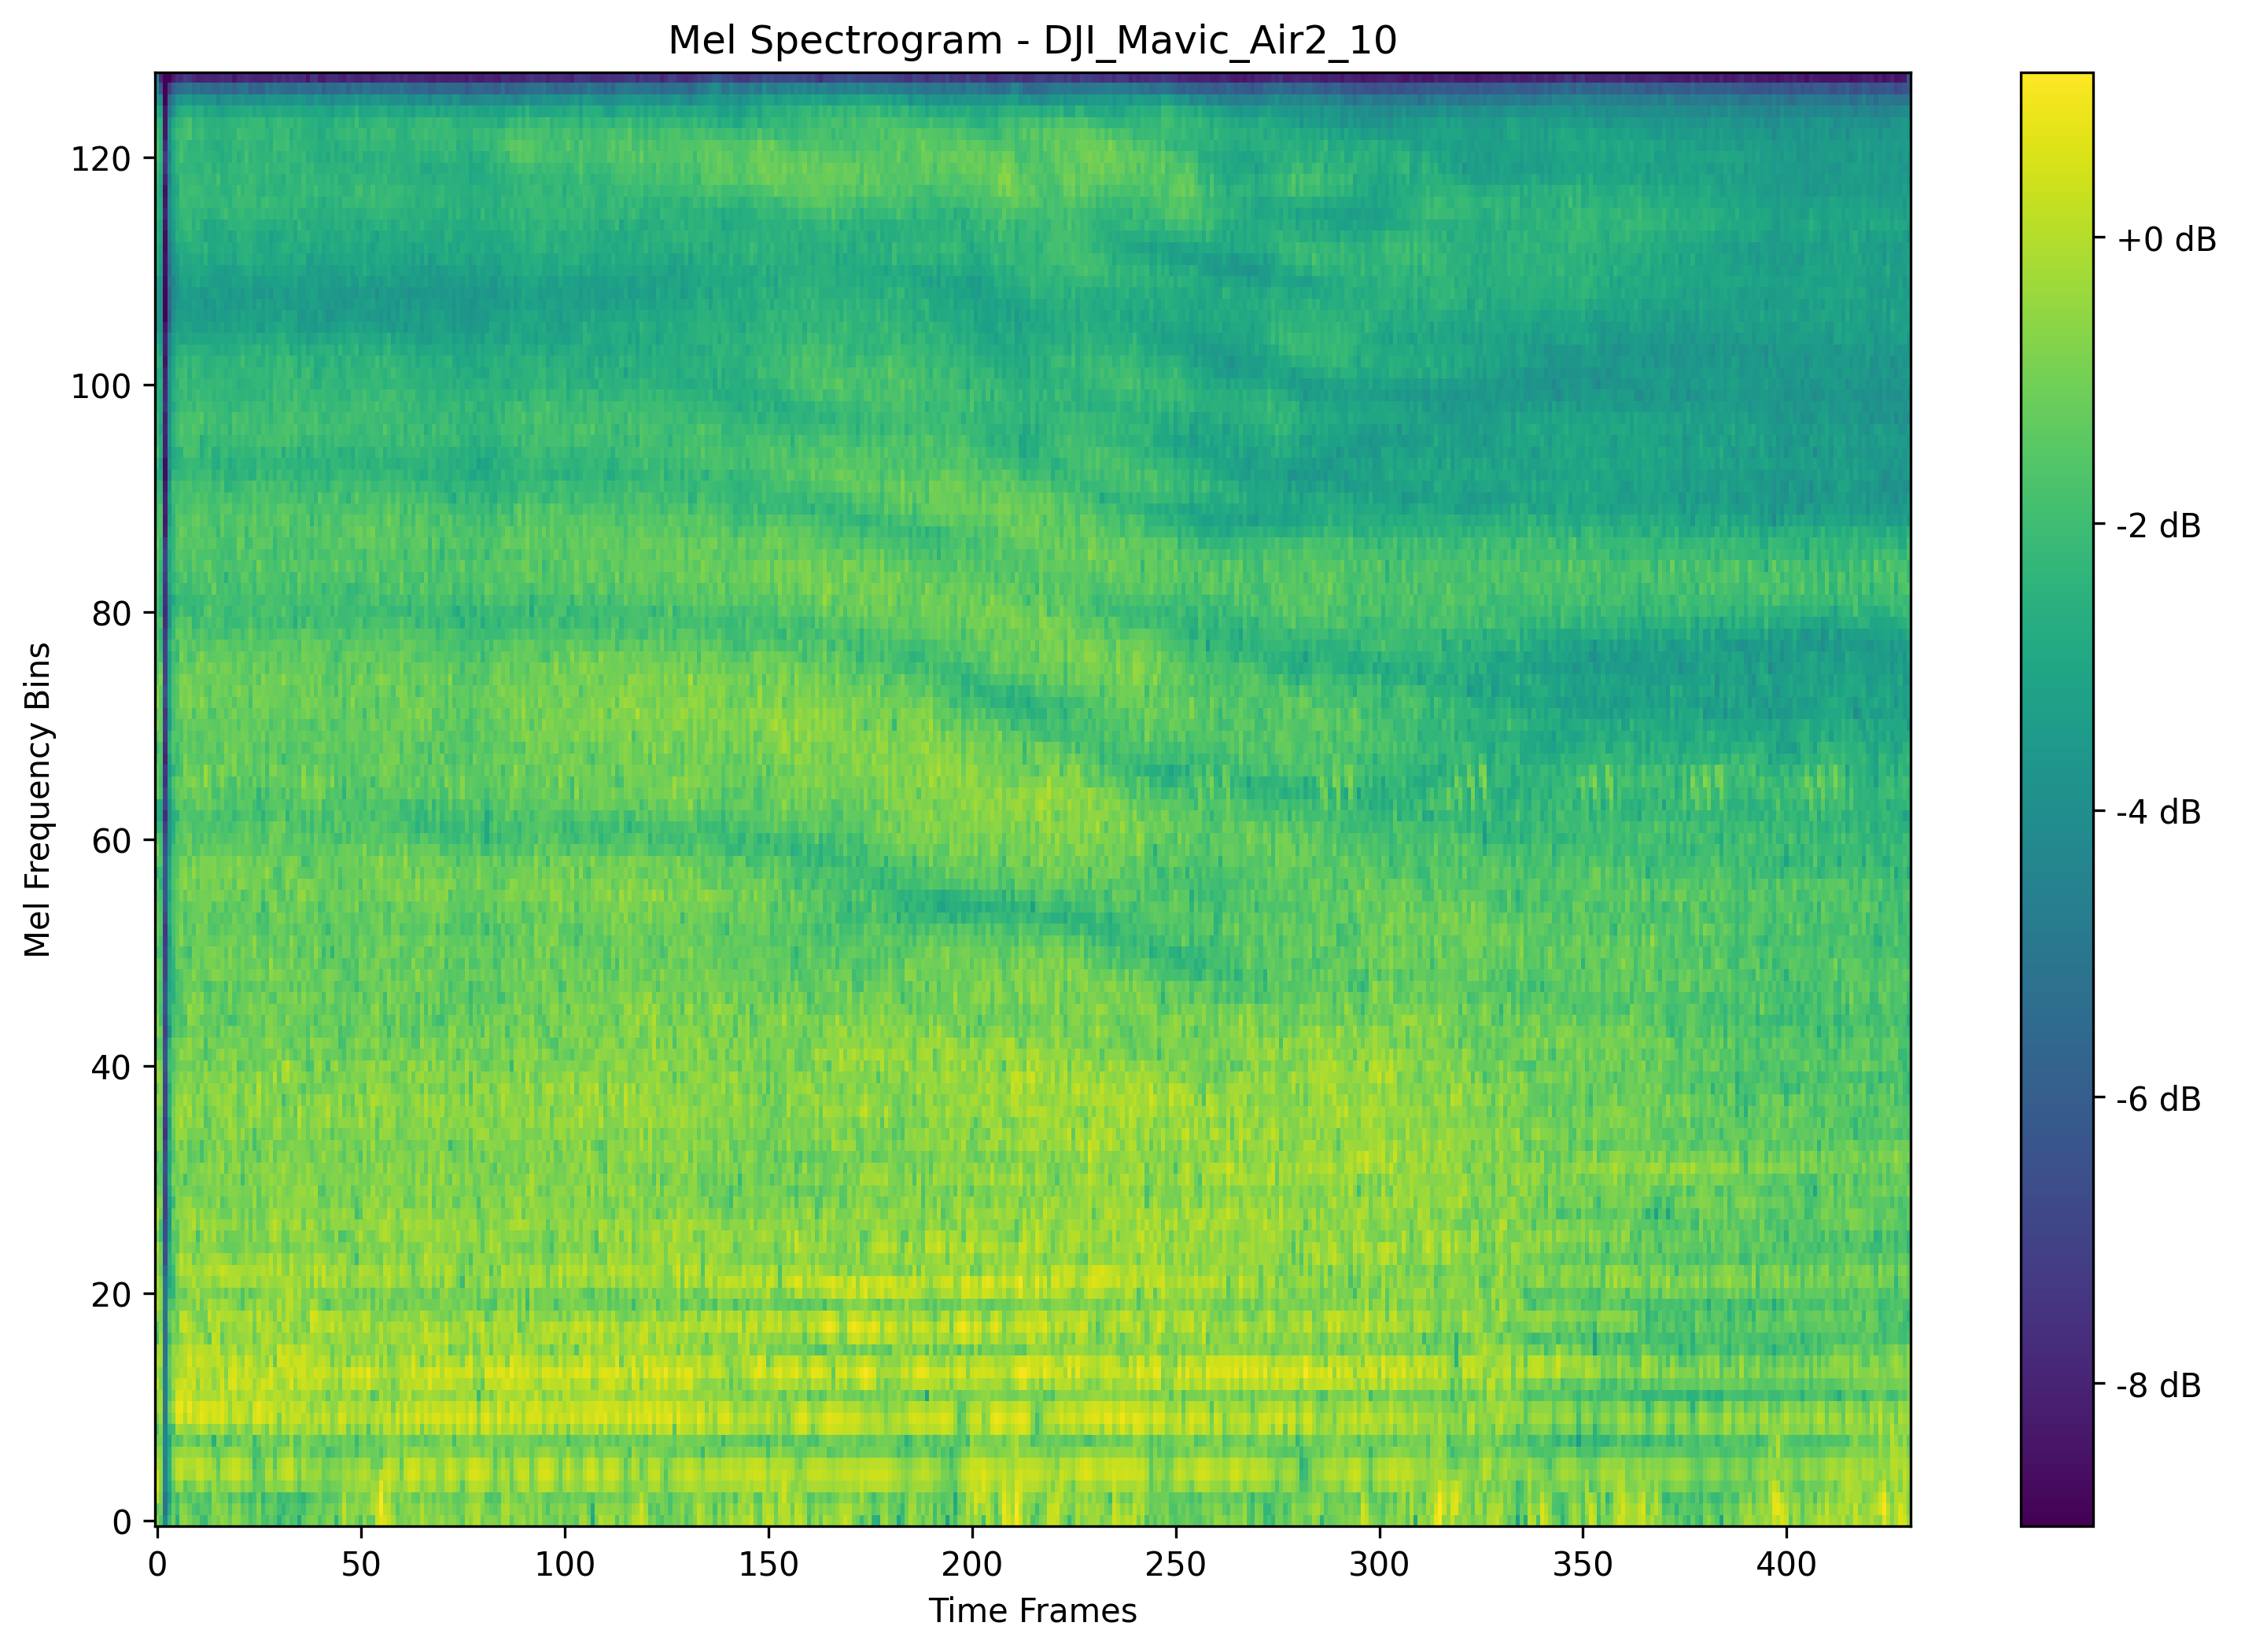 Mel Spectrogram - DJI_Mavic_Air2_10
Mel Frequency Bins
120
100
80
60
40
20
0
0 50 100 150 200 250 300 350 400
Time Frames
+0 dB
-2 dB
-4 dB
-6 dB
-8 dB